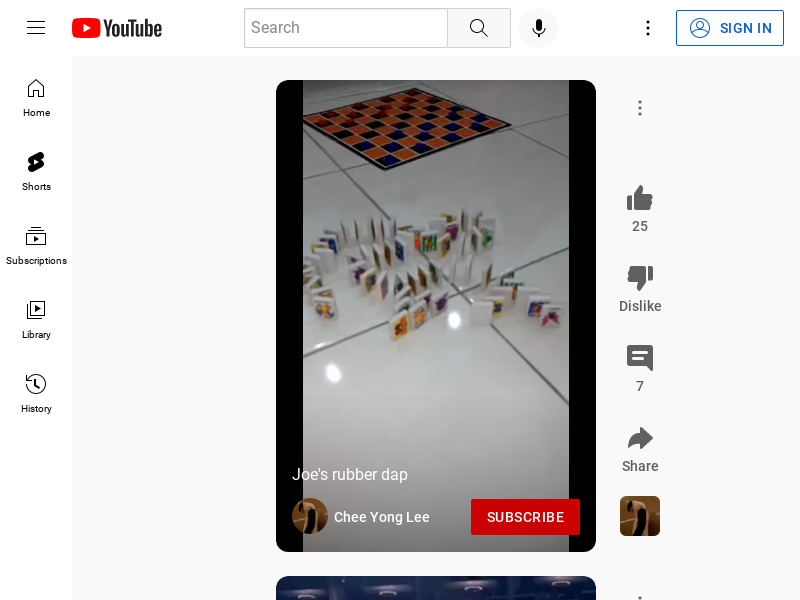 YouTube
Search
SIGN IN
Home
Shorts
Subscriptions
Library
History
25
Dislike
7
Share
Joe's rubber dap
Chee Yong Lee
SUBSCRIBE